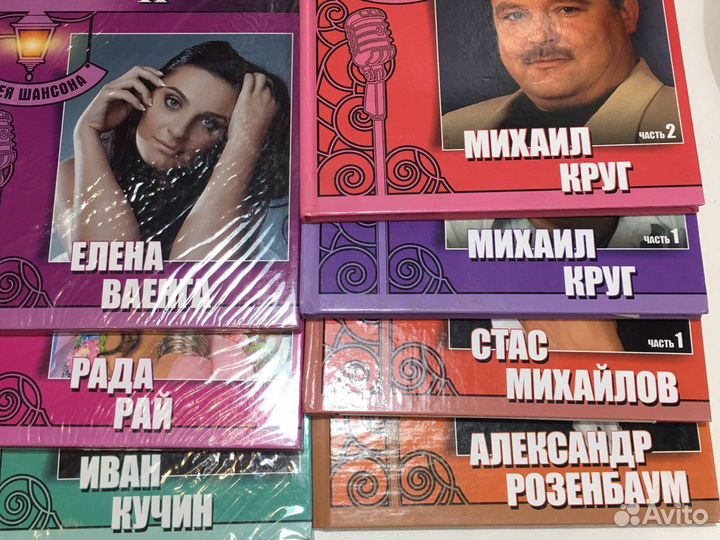 ЕЯ ШАНСОНА
ЕЛЕНА
ВАЕНГА
РАДА
РАЙ
ИВАН
КУЧИН
ЧАСТЬ 2
МИХАИЛ
КРУГ
ЧАСТЬ 1
МИХАИЛ
КРУГ
ЧАСТЬ 1
СТАС
МИХАЙЛОВ
АЛЕКСАНДР
РОЗЕНБАУМ
Avito